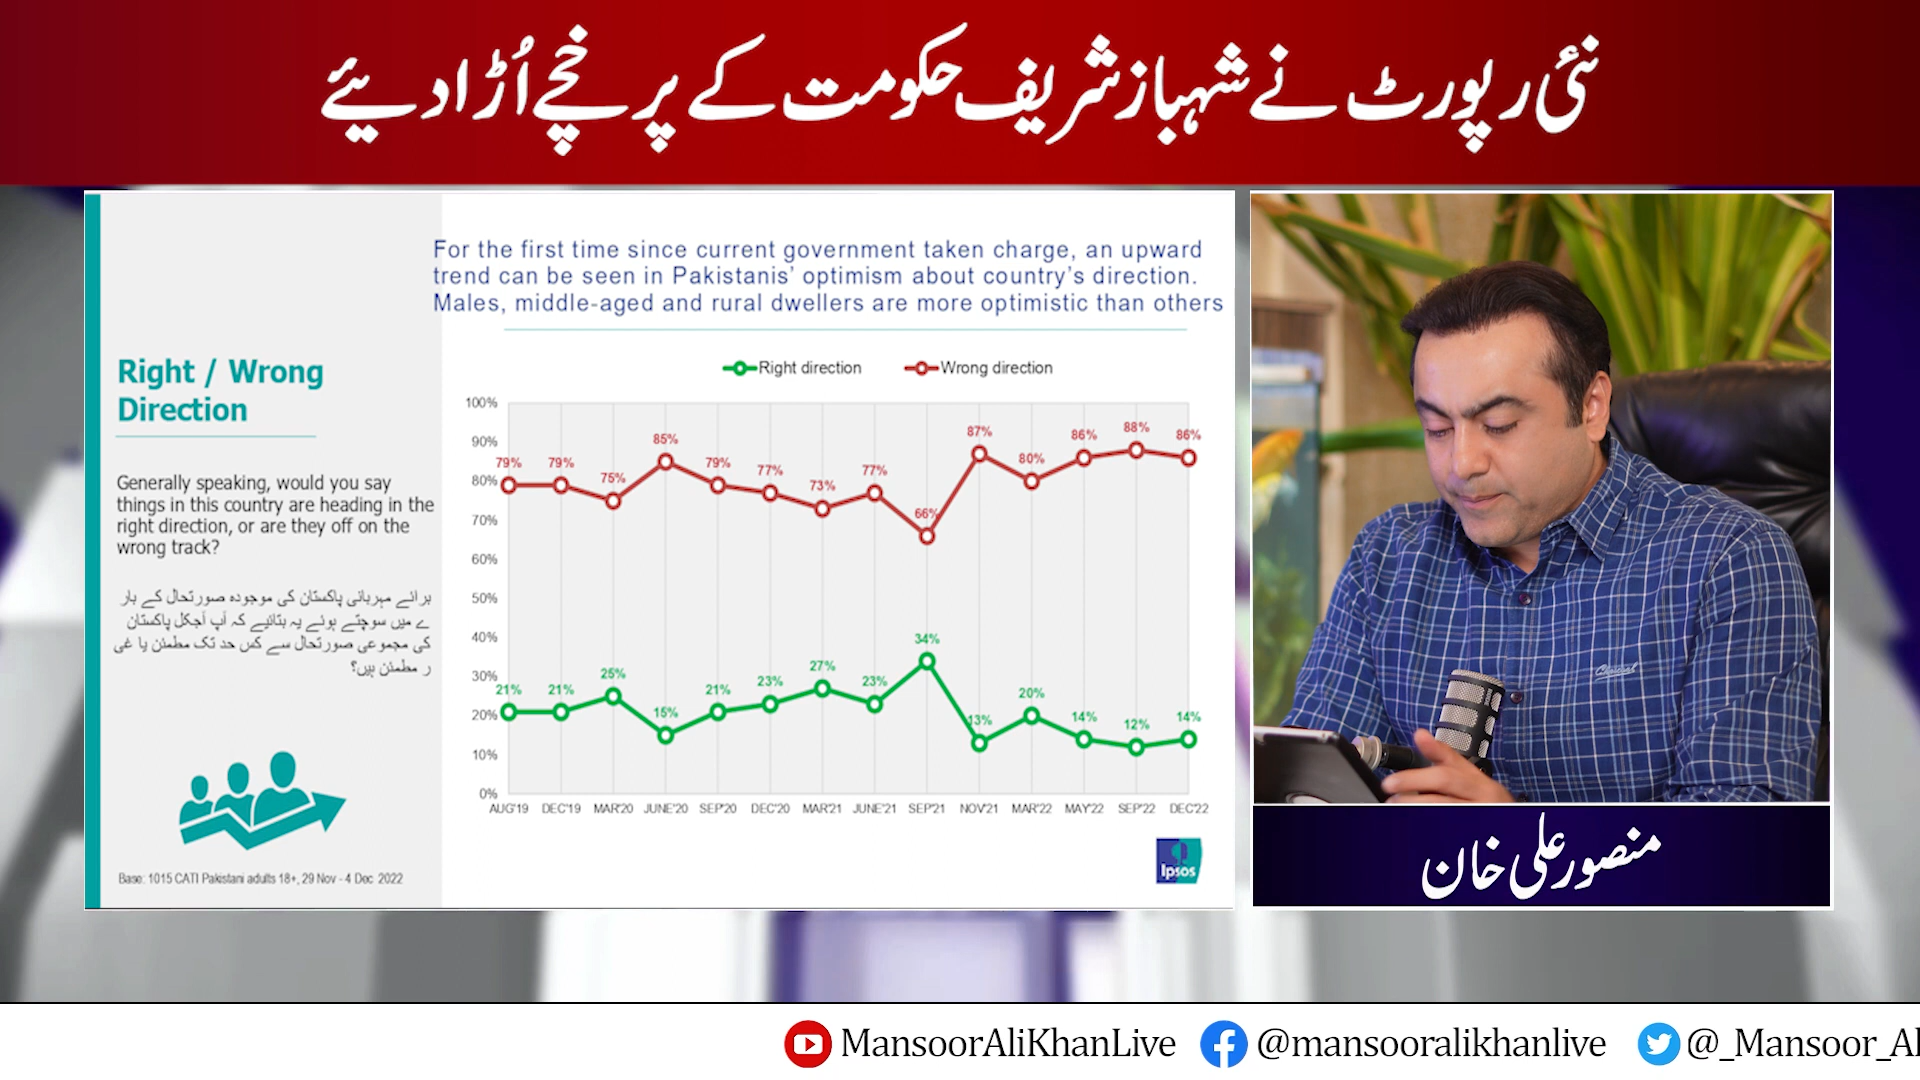 نئی رپورٹ نے شہباز شریف حکومت کے پرخچے اُڑا دیئے
For the first time since current government taken charge, an upward
trend can be seen in Pakistanis’ optimism about country’s direction.
Males, middle-aged and rural dwellers are more optimistic than others
Right / Wrong
Direction
Generally speaking, would you say
things in this country are heading in the
right direction, or are they off on the
wrong track?
برائے مہربانی پاکستان کی موجودہ صورتحال کے بار
ے میں سوچتے ہوئے یہ بتائیے کہ آپ آجکل پاکستان
کی مجموعی صورتحال سے کس حد تک مطمئن یا غی
ر مطمئن ہیں؟
Base: 1015 CATI Pakistani adults 18+, 29 Nov - 4 Dec 2022
Right direction Wrong direction
100%
90%
80%
70%
60%
50%
40%
30%
20%
10%
0%
79% 79% 75% 85% 79% 77% 73% 77% 66% 87% 80% 86% 88% 86%
21% 21% 25% 15% 21% 23% 27% 23% 34% 13% 20% 14% 12% 14%
AUG'19 DEC'19 MAR'20 JUNE'20 SEP'20 DEC'20 MAR'21 JUNE'21 SEP'21 NOV'21 MAR'22 MAY'22 SEP'22 DEC'22
Ipsos
منصور علی خان
MansoorAliKhanLive @mansooralikhanlive @_Mansoor_Al